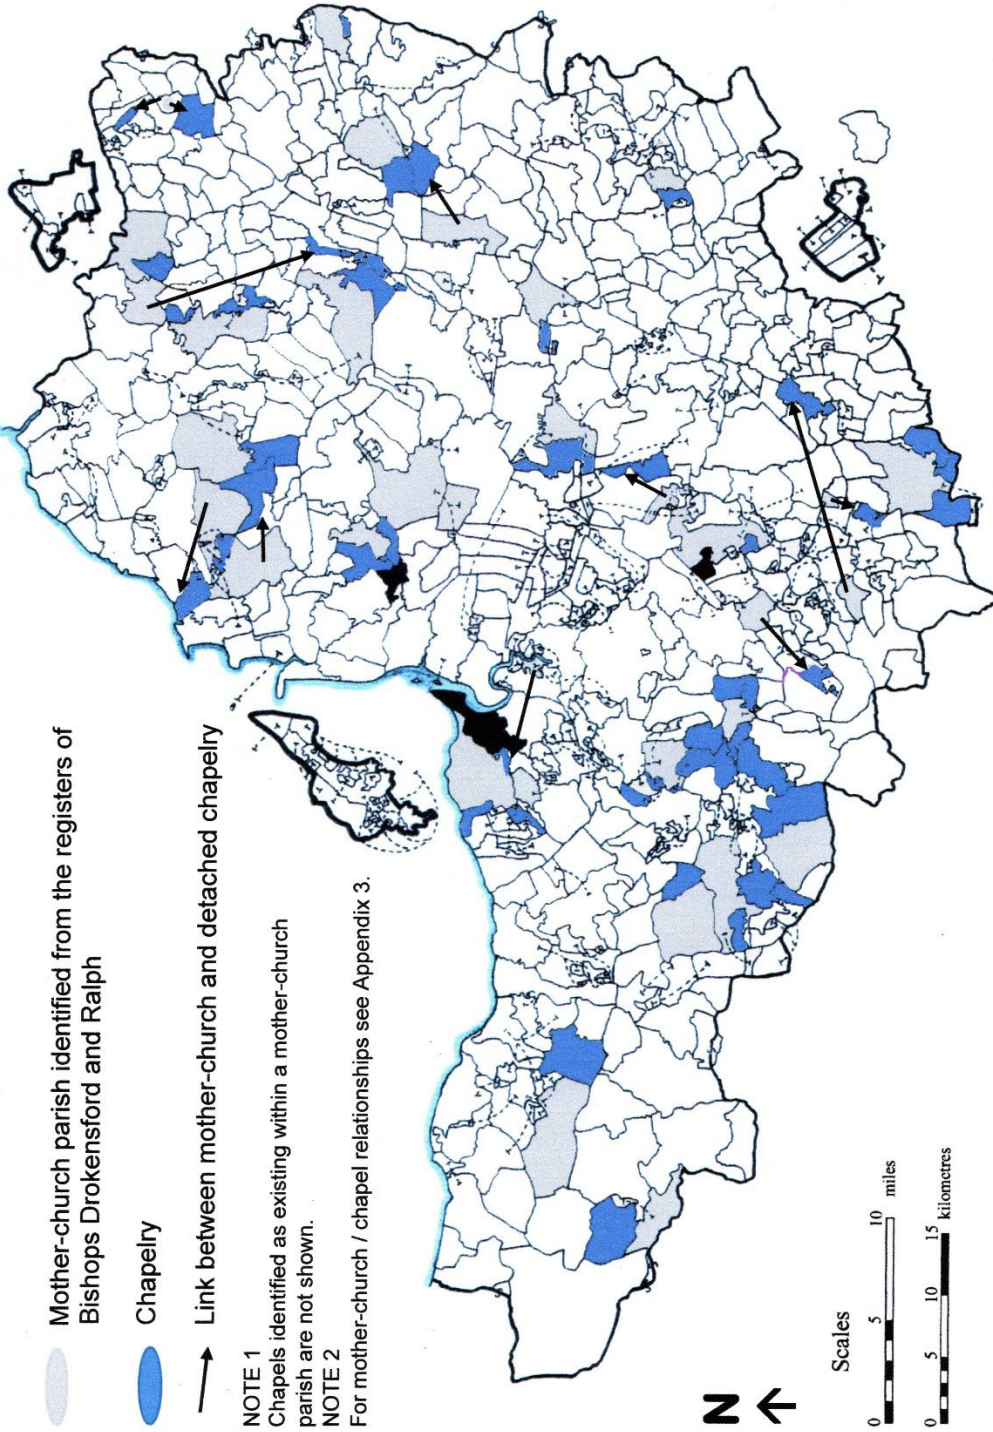 Mother-church parish identified from the registers of
Bishops Drokensford and Ralph
Chapelry
Link between mother-church and detached chapelry
NOTE 1
Chapels identified as existing within a mother-church
parish are not shown.
NOTE 2
For mother-church / chapel relationships see Appendix 3.
N
Scales
0 5 10
miles
0 5 10 15
kilometres